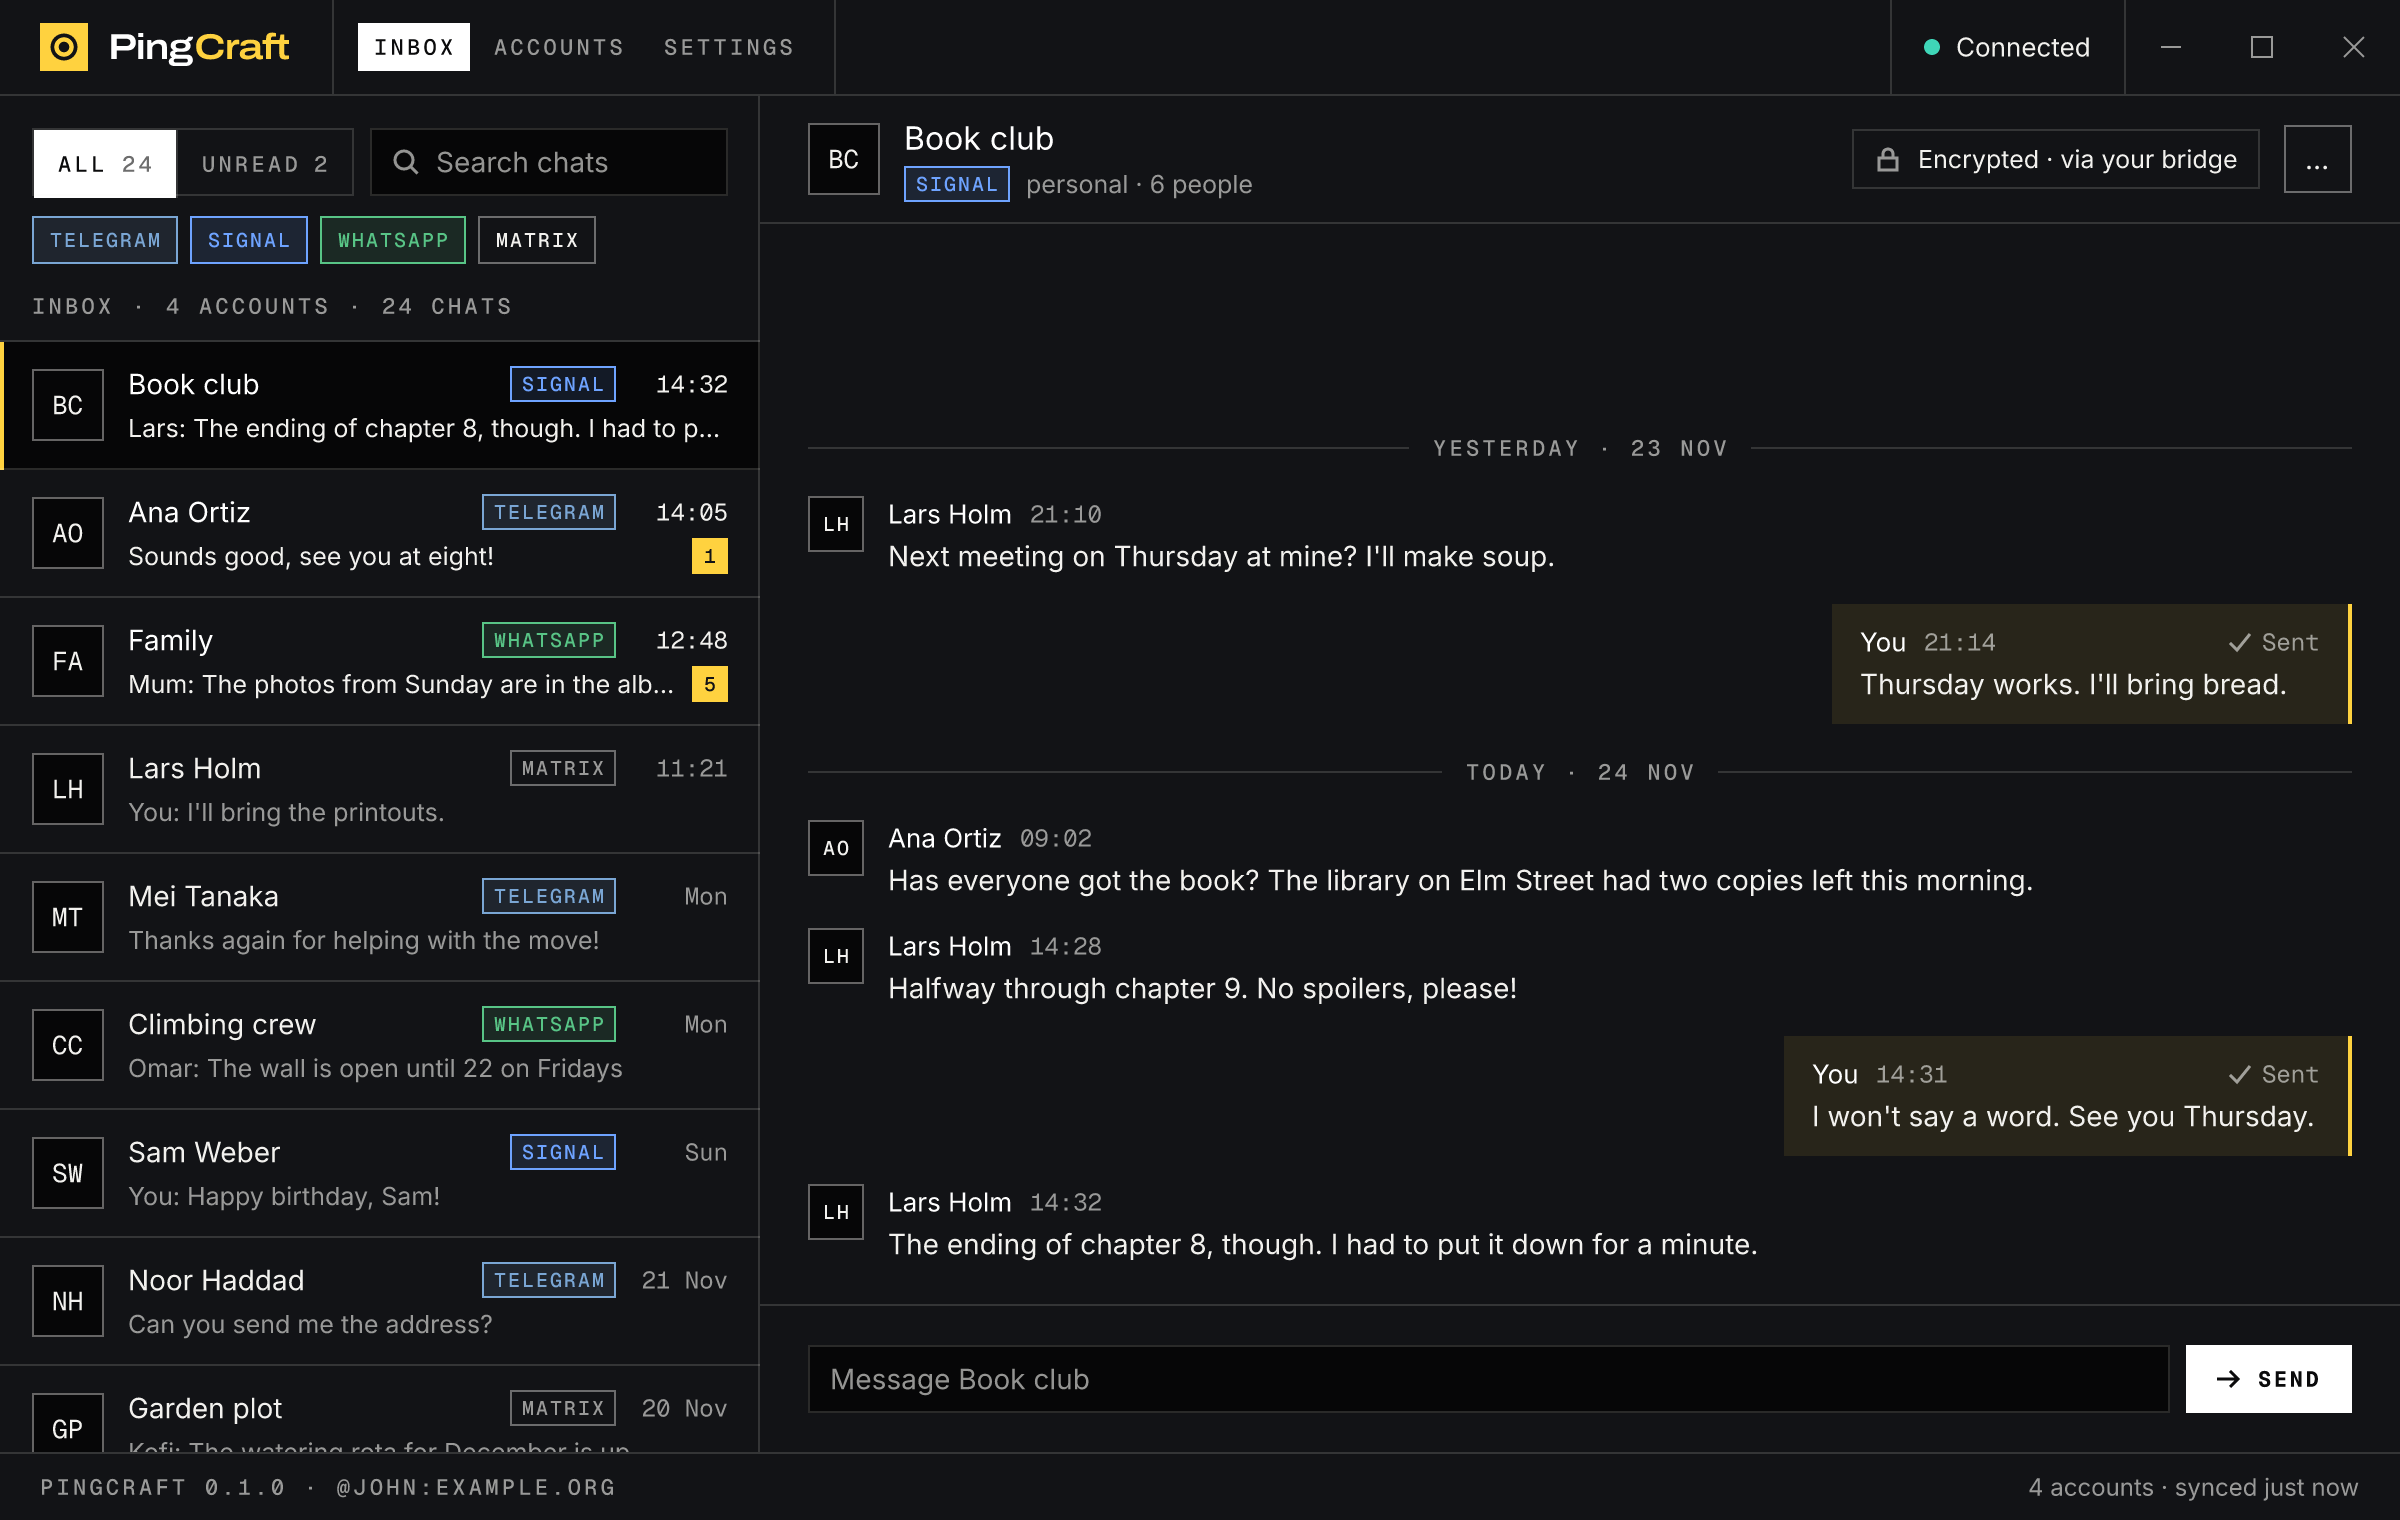 PingCraft
INBOX ACCOUNTS SETTINGS
Connected
ALL 24 UNREAD 2
Search chats
TELEGRAM SIGNAL WHATSAPP MATRIX
INBOX · 4 ACCOUNTS · 24 CHATS
BC Book club SIGNAL 14:32
Lars: The ending of chapter 8, though. I had to p...
AO Ana Ortiz TELEGRAM 14:05
Sounds good, see you at eight! 1
FA Family WHATSAPP 12:48
Mum: The photos from Sunday are in the alb... 5
LH Lars Holm MATRIX 11:21
You: I'll bring the printouts.
MT Mei Tanaka TELEGRAM Mon
Thanks again for helping with the move!
CC Climbing crew WHATSAPP Mon
Omar: The wall is open until 22 on Fridays
SW Sam Weber SIGNAL Sun
You: Happy birthday, Sam!
NH Noor Haddad TELEGRAM 21 Nov
Can you send me the address?
GP Garden plot MATRIX 20 Nov
Kofi: The watering rota for December is up
BC Book club
SIGNAL personal · 6 people
Encrypted · via your bridge
...
YESTERDAY · 23 NOV
LH Lars Holm 21:10
Next meeting on Thursday at mine? I'll make soup.
You 21:14 Sent
Thursday works. I'll bring bread.
TODAY · 24 NOV
AO Ana Ortiz 09:02
Has everyone got the book? The library on Elm Street had two copies left this morning.
LH Lars Holm 14:28
Halfway through chapter 9. No spoilers, please!
You 14:31 Sent
I won't say a word. See you Thursday.
LH Lars Holm 14:32
The ending of chapter 8, though. I had to put it down for a minute.
Message Book club
SEND
PINGCRAFT 0.1.0 · @JOHN:EXAMPLE.ORG
4 accounts · synced just now